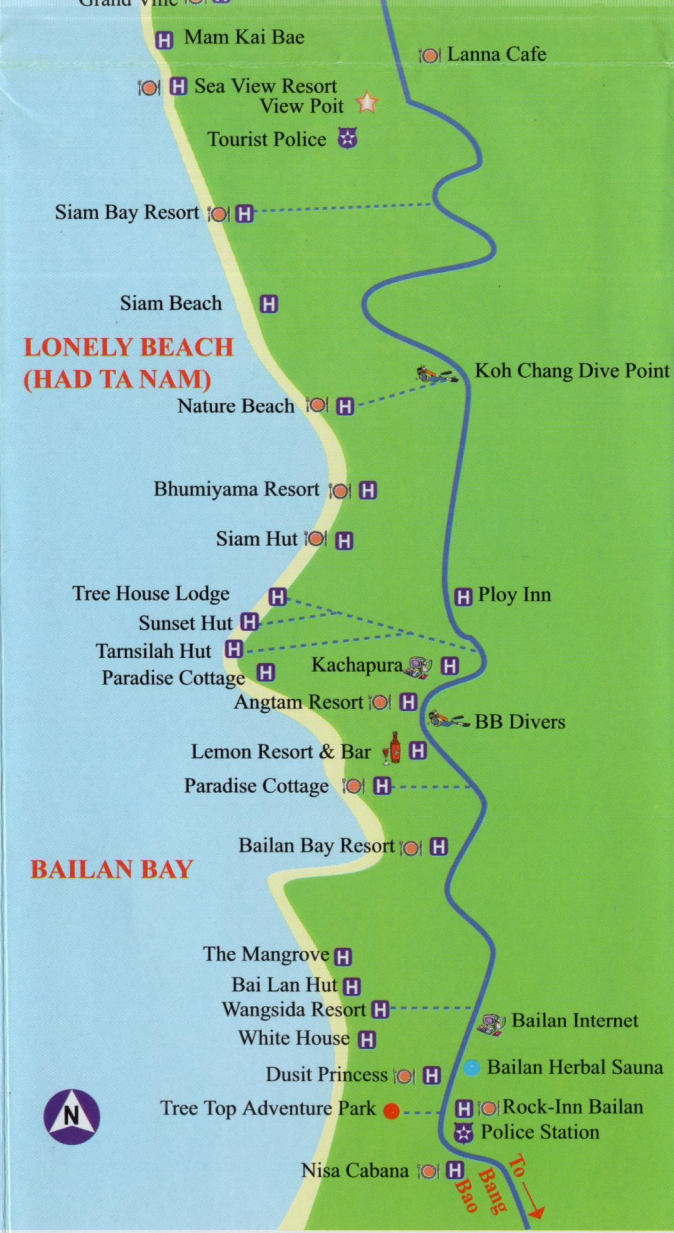 Grand Ville
H Mam Kai Bae
Lanna Cafe
H Sea View Resort
View Poit
Tourist Police
Siam Bay Resort H
Siam Beach H
LONELY BEACH
(HAD TA NAM)
Koh Chang Dive Point
Nature Beach H
Bhumiyama Resort H
Siam Hut H
Tree House Lodge H
H Ploy Inn
Sunset Hut H
Tarnsilah Hut H
Kachapura H
Paradise Cottage H
Angtam Resort H
BB Divers
Lemon Resort & Bar H
Paradise Cottage H
Bailan Bay Resort H
BAILAN BAY
The Mangrove H
Bai Lan Hut H
Wangsida Resort H
Bailan Internet
White House H
Bailan Herbal Sauna
Dusit Princess H
Tree Top Adventure Park
H Rock-Inn Bailan
N
Police Station
Nisa Cabana H
To
Bang
Bao